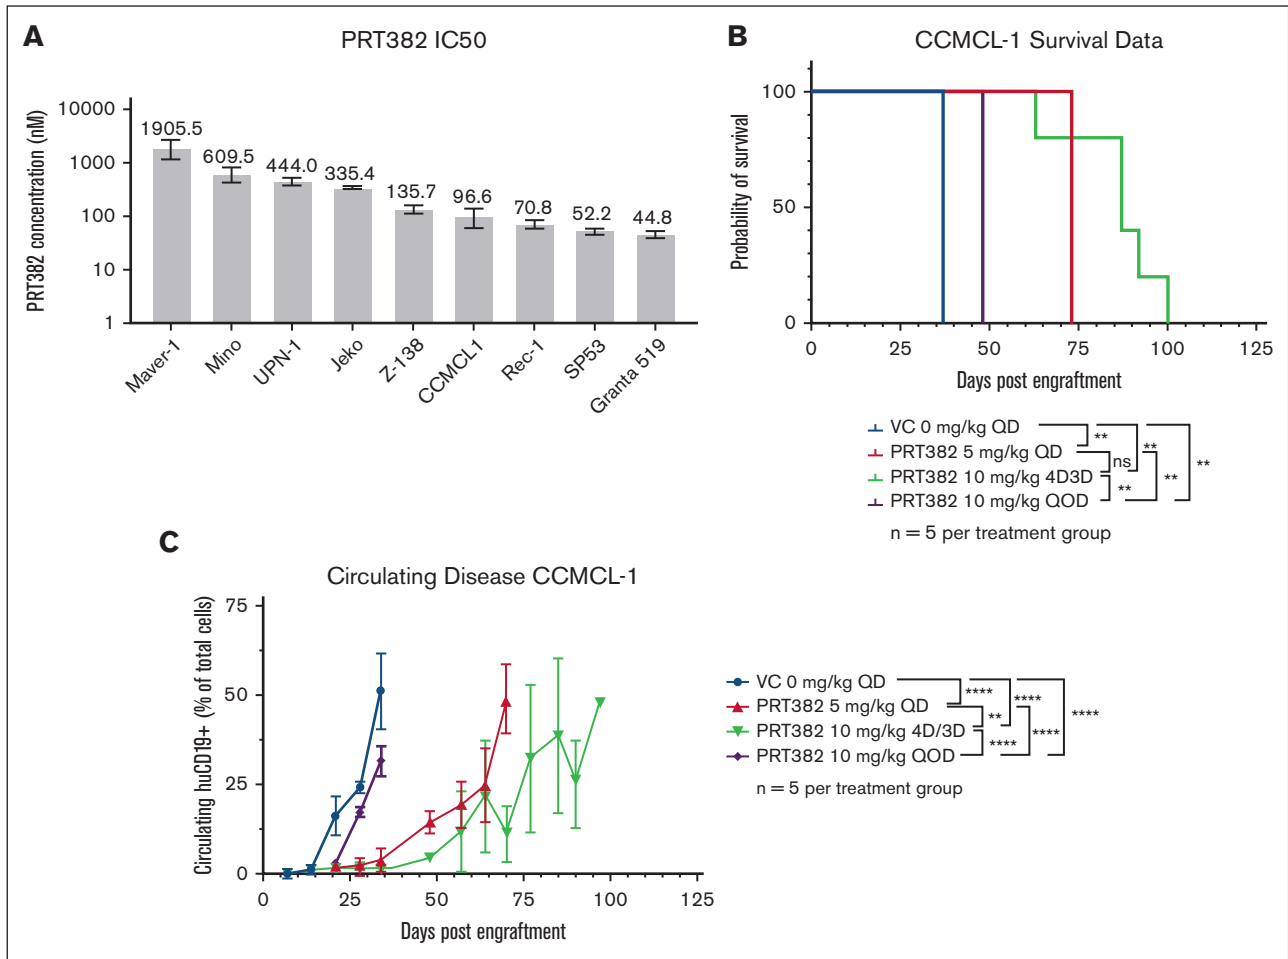 A
PRT382 IC50
PRT382 concentration (nM)
10000
1000
100
10
1
1905.5
609.5
444.0
335.4
135.7
96.6
70.8
52.2
44.8
Maver-1
Mino
UPN-1
Jeko
Z-138
CCMCL1
Rec-1
SP53
Granta 519
B
CCMCL-1 Survival Data
Probability of survival
100
50
0
0 25 50 75 100 125
Days post engraftment
VC 0 mg/kg QD
PRT382 5 mg/kg QD
PRT382 10 mg/kg 4D3D
PRT382 10 mg/kg QOD
**
**
ns
**
**
**
n = 5 per treatment group
C
Circulating Disease CCMCL-1
Circulating huCD19+ (% of total cells)
75
50
25
0
0 25 50 75 100 125
Days post engraftment
VC 0 mg/kg QD
PRT382 5 mg/kg QD
PRT382 10 mg/kg 4D/3D
PRT382 10 mg/kg QOD
****
****
**
****
****
****
n = 5 per treatment group